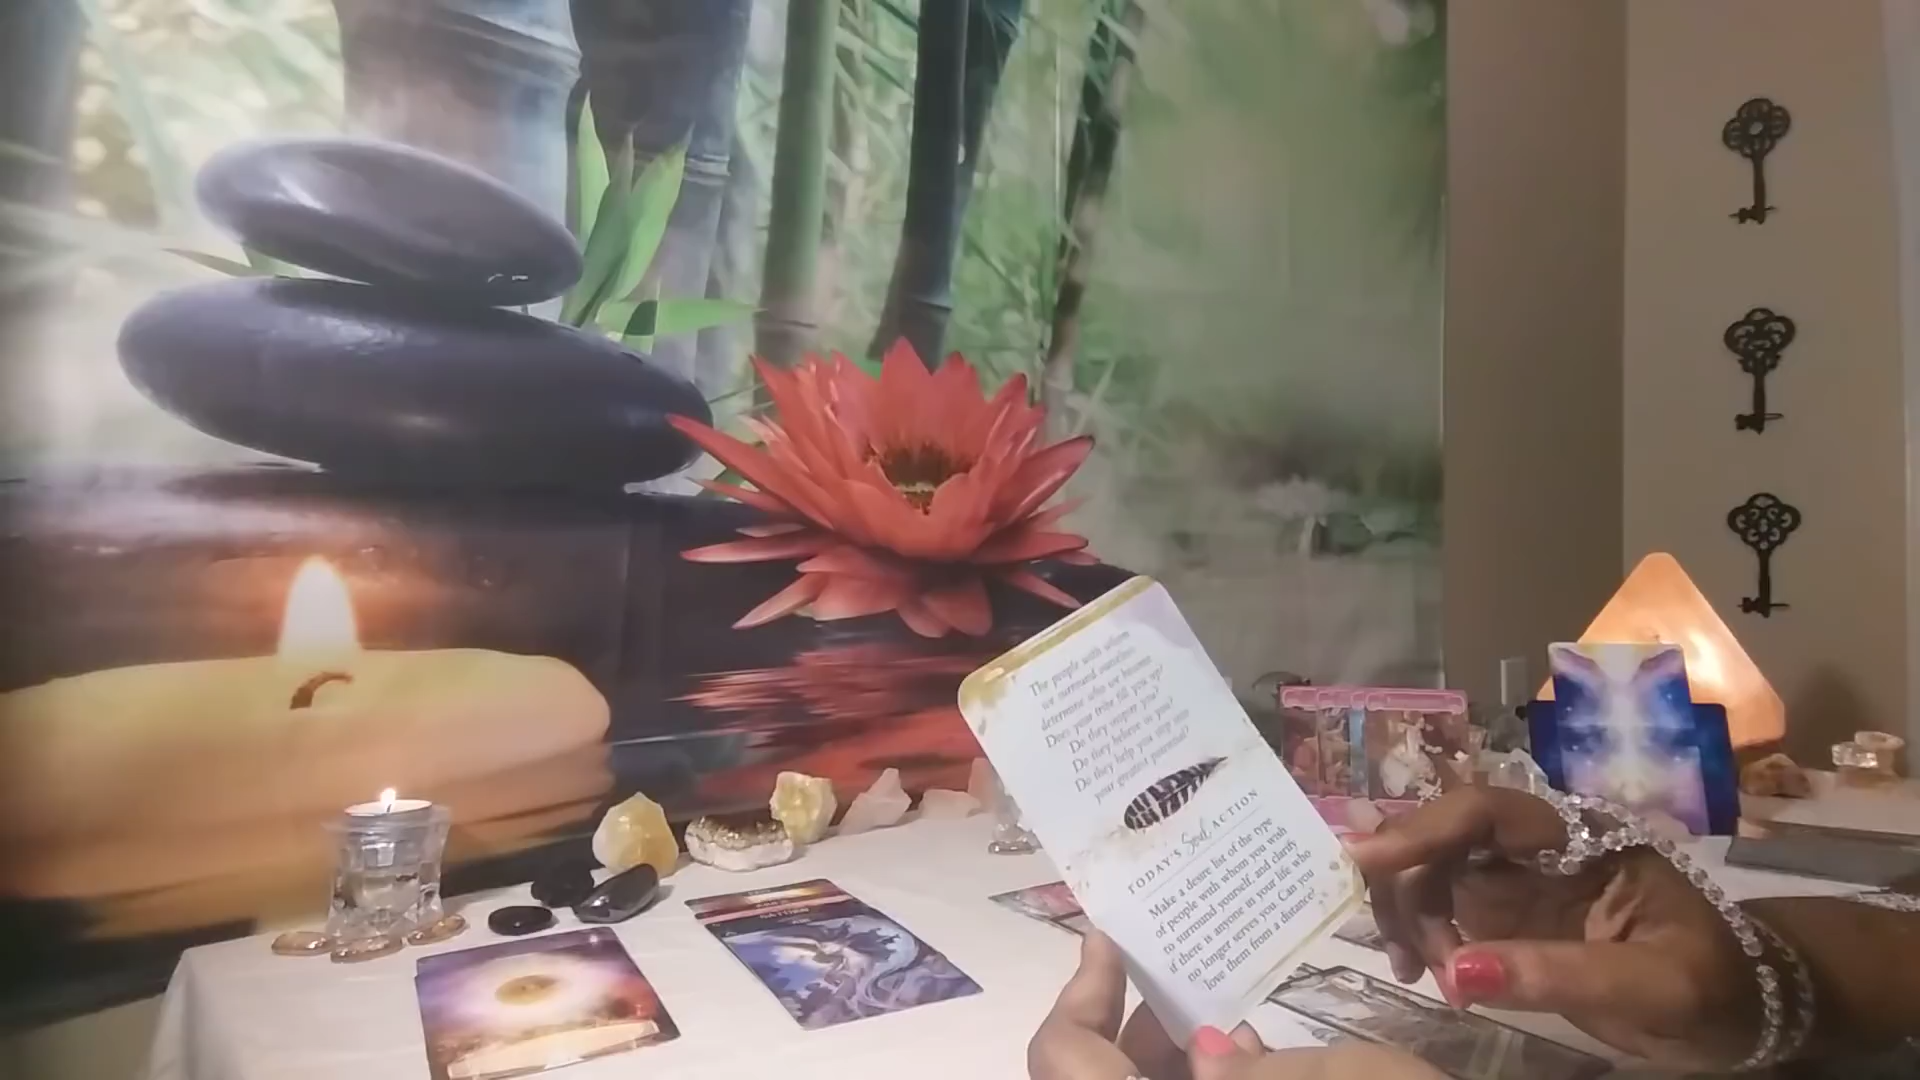 The people with whom
we surround ourselves
determine who we become.
Does your tribe fill you up?
Do they inspire you?
Do they believe in you?
Do they help you step into
your greatest potential?
TODAY'S Soul ACTION
Make a desire list of the type
of people with whom you wish
to surround yourself, and clarify
if there is anyone in your life who
no longer serves you. Can you
love them from a distance?